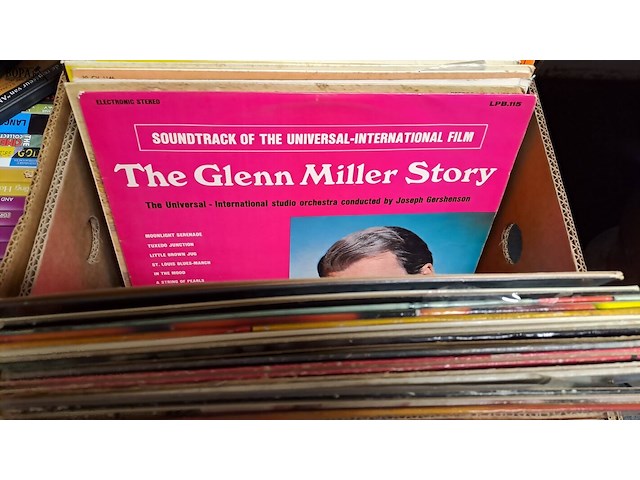 ELECTRONIC STEREO
LPB.115
SOUNDTRACK OF THE UNIVERSAL-INTERNATIONAL FILM
The Glenn Miller Story
The Universal - International studio orchestra conducted by Joseph Gershenson
MOONLIGHT SERENADE
TUXEDO JUNCTION
LITTLE BROWN JUG
ST. LOUIS BLUES-MARCH
IN THE MOOD
A STRING OF PEARLS